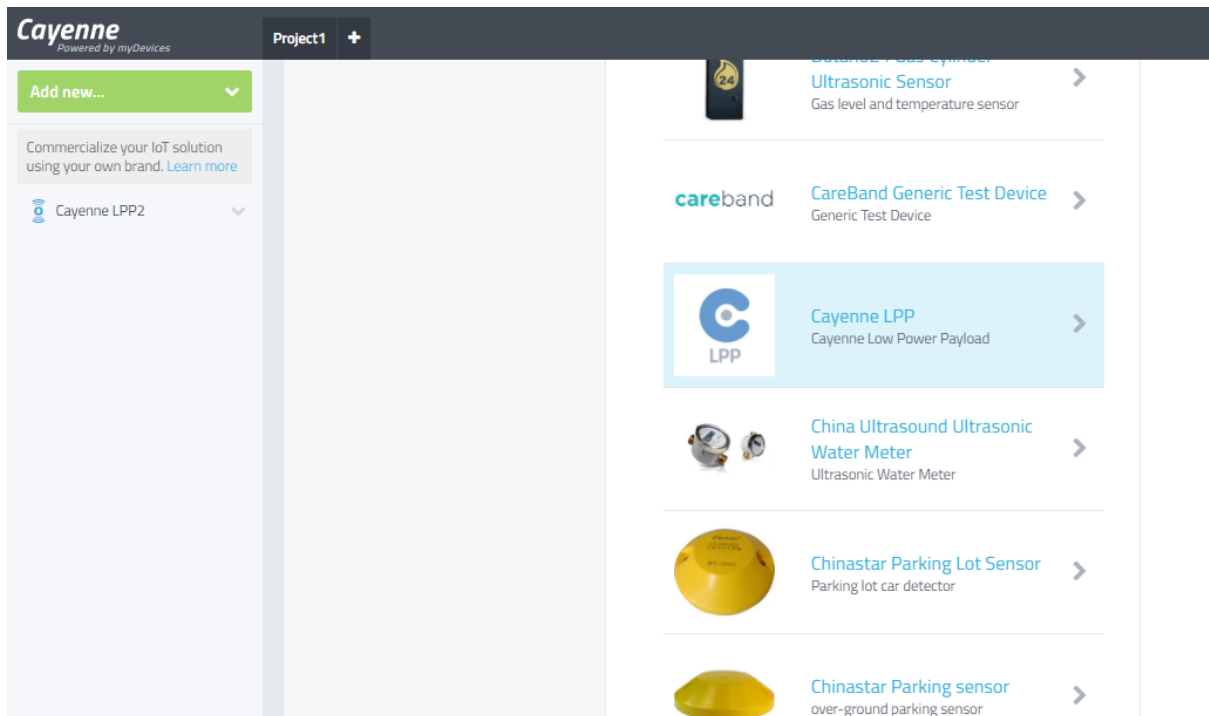 Cayenne
Powered by myDevices
Project1 +
Add new...
Commercialize your IoT solution
using your own brand. Learn more
Cayenne LPP2
Ultrasonic Sensor
Gas level and temperature sensor
24
careband
CareBand Generic Test Device
Generic Test Device
LPP
Cayenne LPP
Cayenne Low Power Payload
China Ultrasound Ultrasonic
Water Meter
Ultrasonic Water Meter
Chinastar Parking Lot Sensor
Parking lot car detector
Chinastar Parking sensor
over-ground parking sensor